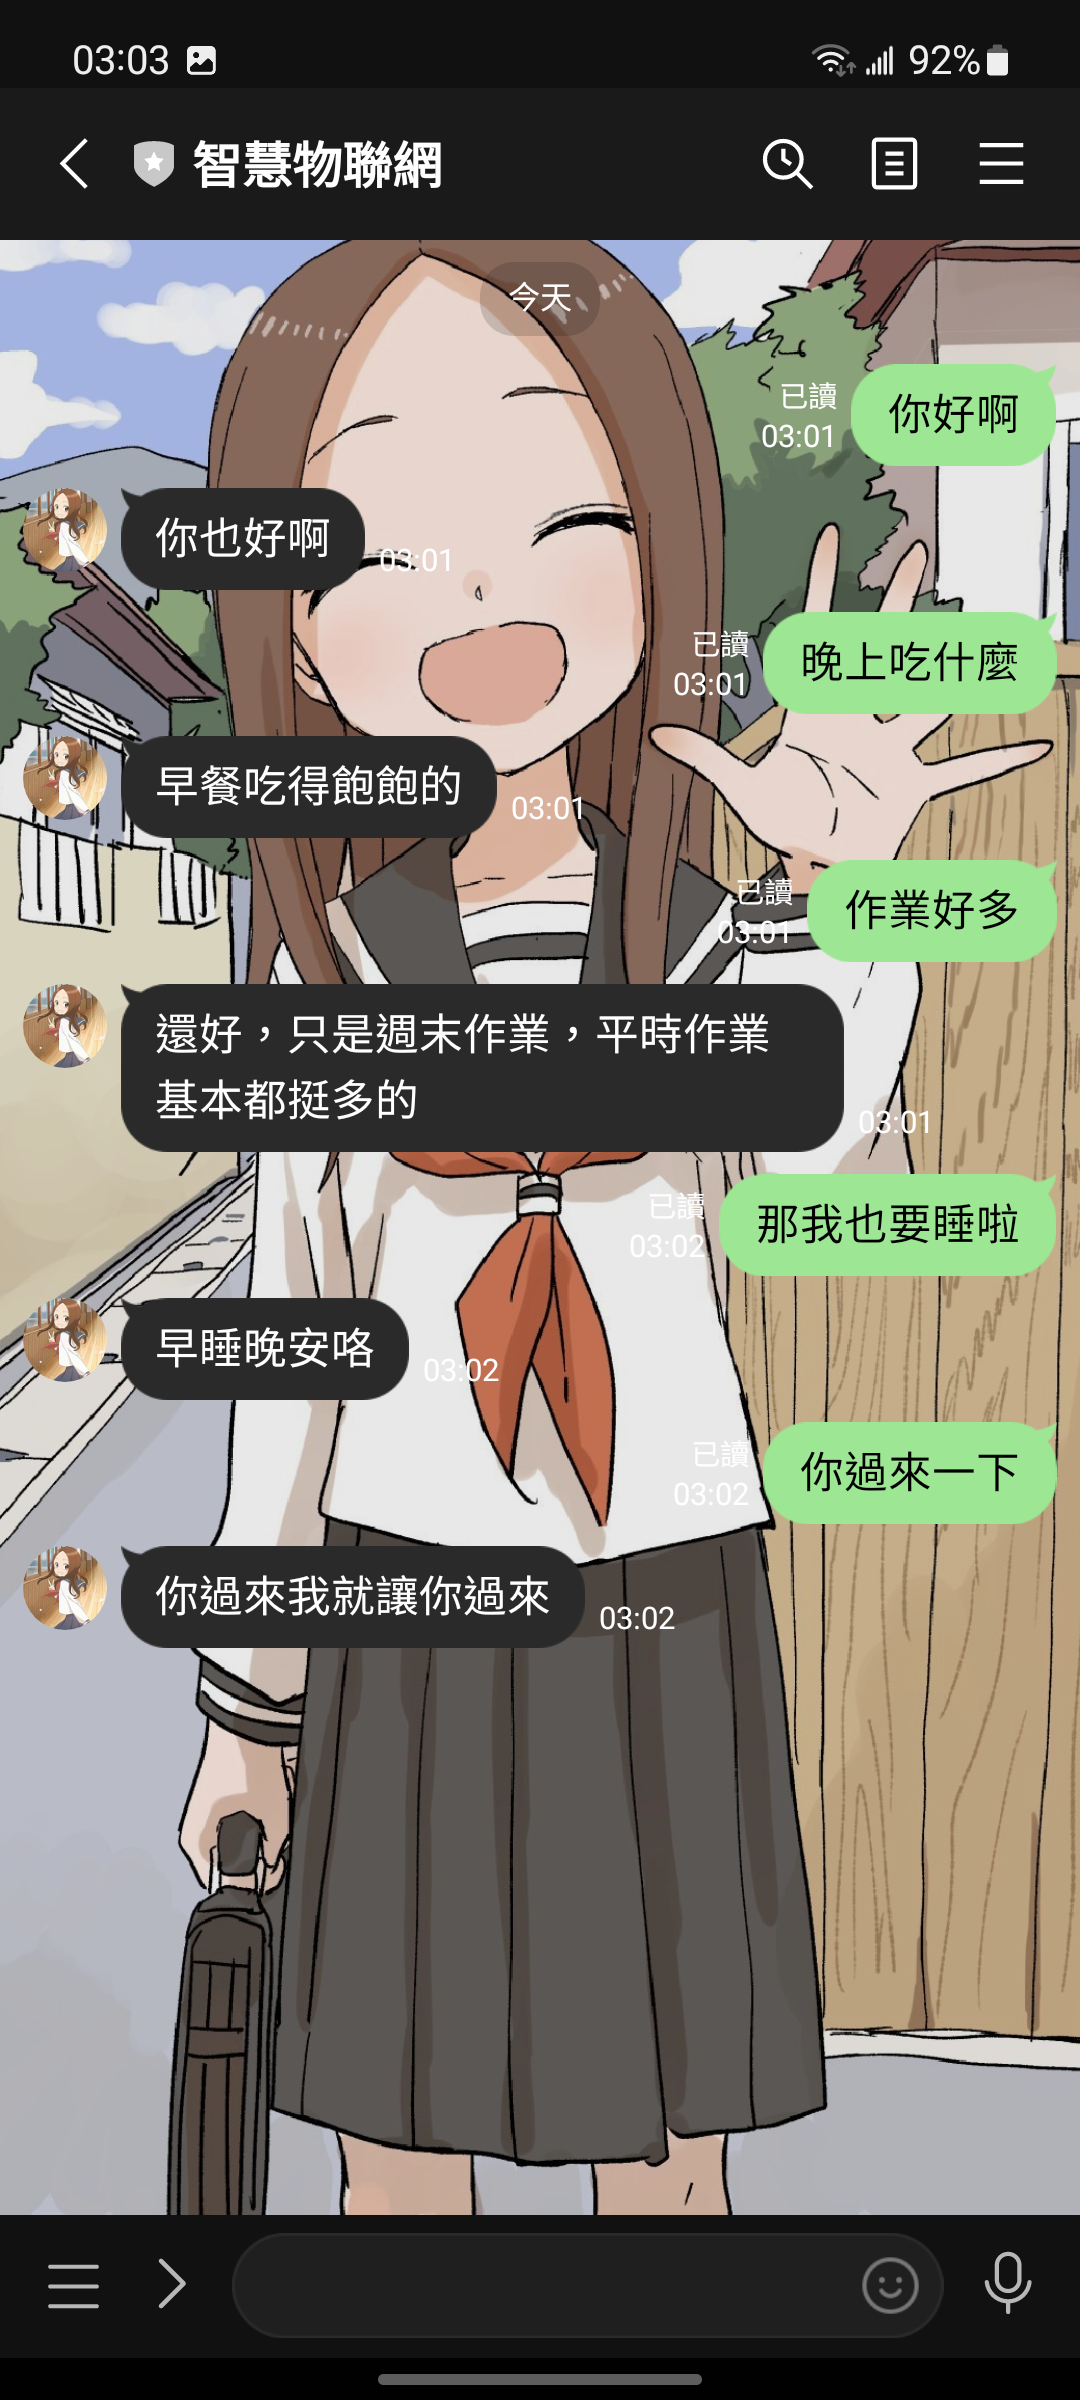 03:03
92%
智慧物聯網
今天
已讀
03:01
你好啊
你也好啊
03:01
已讀
03:01
晚上吃什麼
早餐吃得飽飽的
03:01
已讀
03:01
作業好多
還好，只是週末作業，平時作業
基本都挺多的
03:01
已讀
03:02
那我也要睡啦
早睡晚安咯
03:02
已讀
03:02
你過來一下
你過來我就讓你過來
03:02